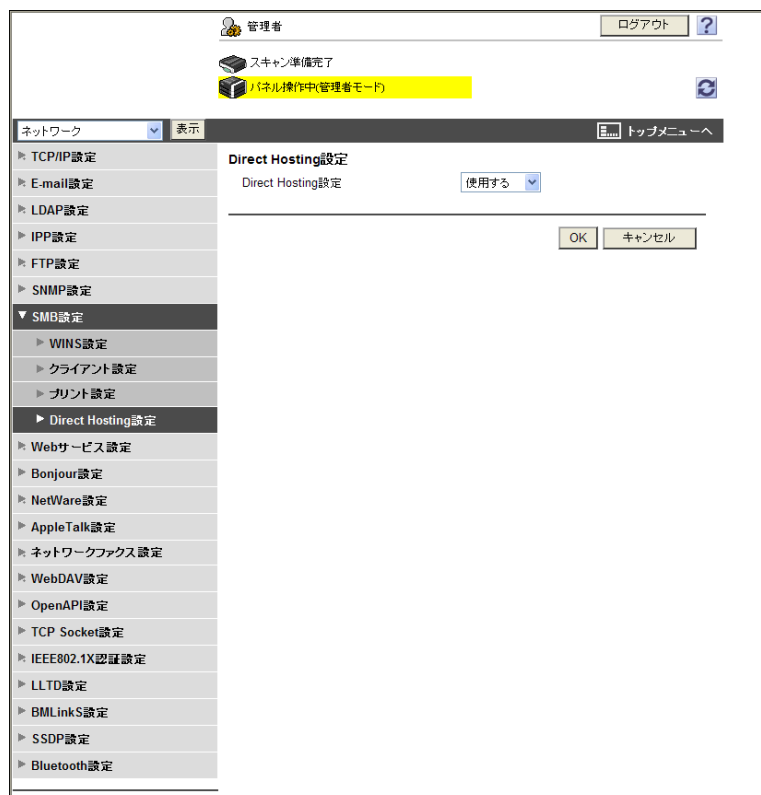 管理者 ログアウト ?
スキャン準備完了
パネル操作中(管理者モード)
ネットワーク 表示 トップメニューへ
TCP/IP設定
E-mail設定
LDAP設定
IPP設定
FTP設定
SNMP設定
SMB設定
WINS設定
クライアント設定
プリント設定
Direct Hosting設定
Webサービス設定
Bonjour設定
NetWare設定
AppleTalk設定
ネットワークファクス設定
WebDAV設定
OpenAPI設定
TCP Socket設定
IEEE802.1X認証設定
LLTD設定
BMLinkS設定
SSDP設定
Bluetooth設定
Direct Hosting設定
Direct Hosting設定 使用する
OK キャンセル